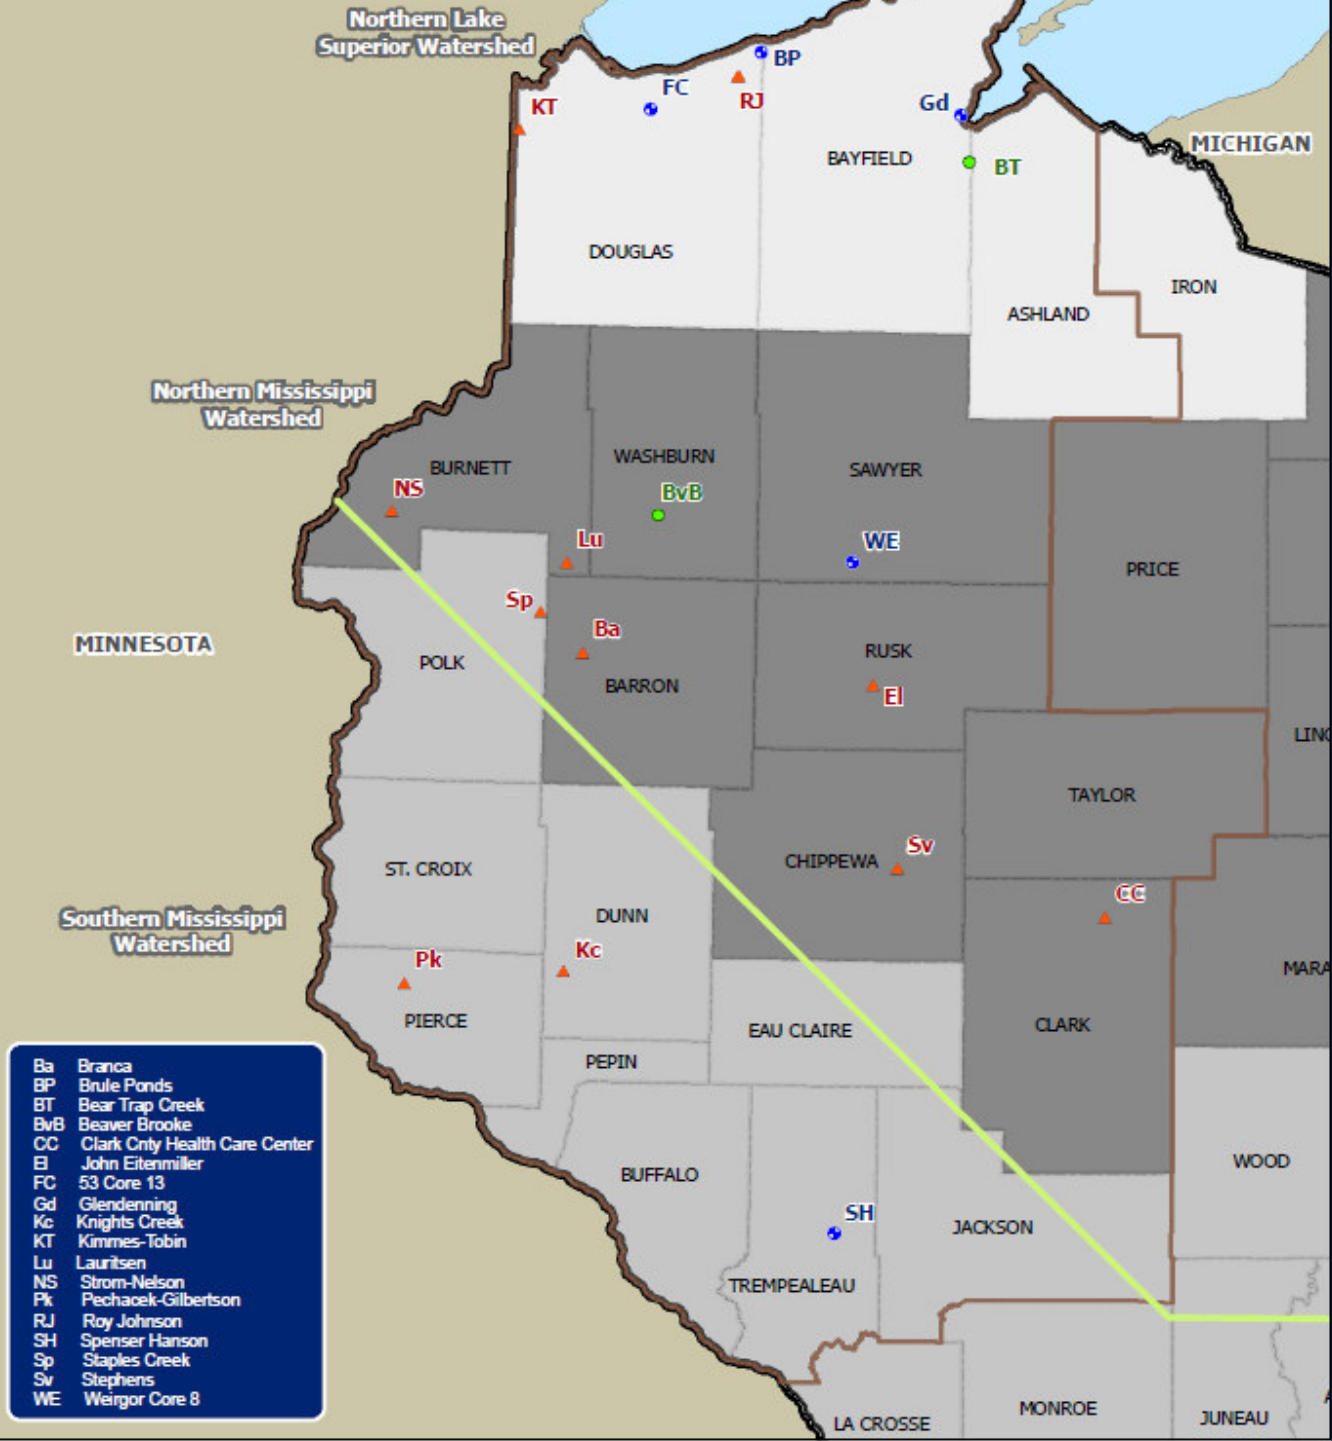 Northern Lake
Superior Watershed
BP
FC
RJ
KT
Gd
MICHIGAN
BAYFIELD
BT
DOUGLAS
IRON
ASHLAND
Northern Mississippi
Watershed
BURNETT
WASHBURN
SAWYER
NS
BvB
Lu
WE
PRICE
Sp
Ba
MINNESOTA
POLK
RUSK
BARRON
El
LINC
TAYLOR
Sv
CHIPPEWA
ST. CROIX
CC
DUNN
Southern Mississippi
Watershed
Kc
Pk
MARA
PIERCE
EAU CLAIRE
CLARK
PEPIN
WOOD
BUFFALO
SH
JACKSON
TREMPEALEAU
LA CROSSE
MONROE
JUNEAU
Ba Branca
BP Brule Ponds
BT Bear Trap Creek
BvB Beaver Brooke
CC Clark Cnty Health Care Center
El John Eitenmiller
FC 53 Core 13
Gd Glendenning
Kc Knights Creek
KT Kimmes-Tobin
Lu Lauritsen
NS Strom-Nelson
Pk Pechacek-Gilbertson
RJ Roy Johnson
SH Spenser Hanson
Sp Staples Creek
Sv Stephens
WE Weirgor Core 8